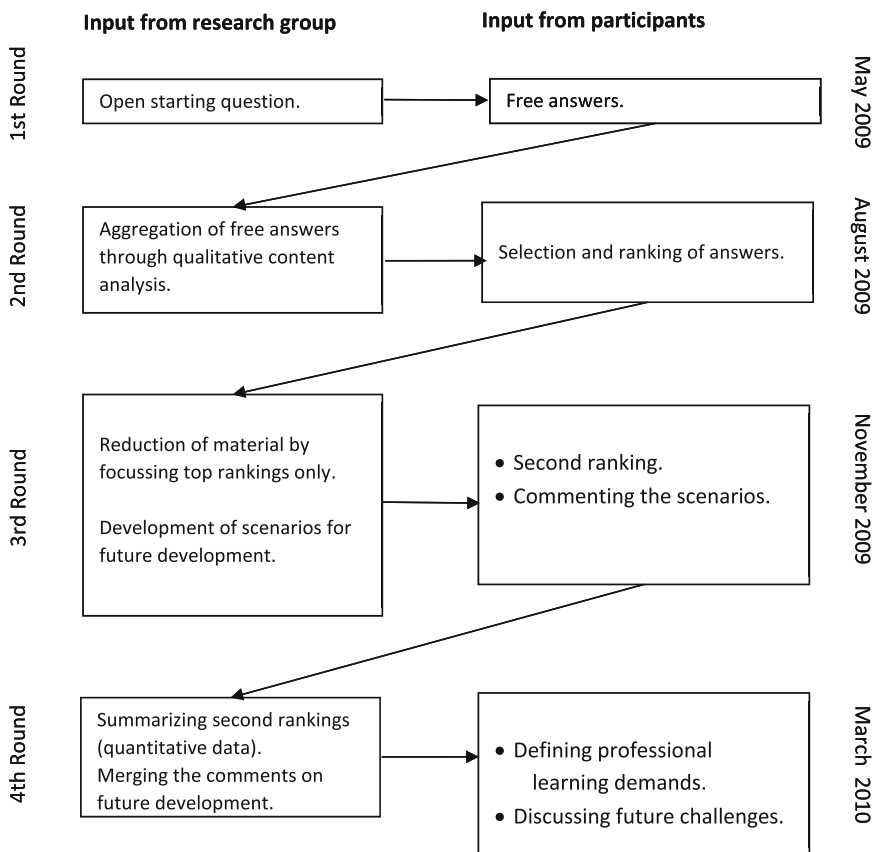 Input from research group
Input from participants
1st Round
Open starting question.
Free answers.
May 2009
2nd Round
Aggregation of free answers
through qualitative content
analysis.
Selection and ranking of answers.
August 2009
3rd Round
Reduction of material by
focussing top rankings only.
Development of scenarios for
future development.
• Second ranking.
• Commenting the scenarios.
November 2009
4th Round
Summarizing second rankings
(quantitative data).
Merging the comments on
future development.
• Defining professional
learning demands.
• Discussing future challenges.
March 2010